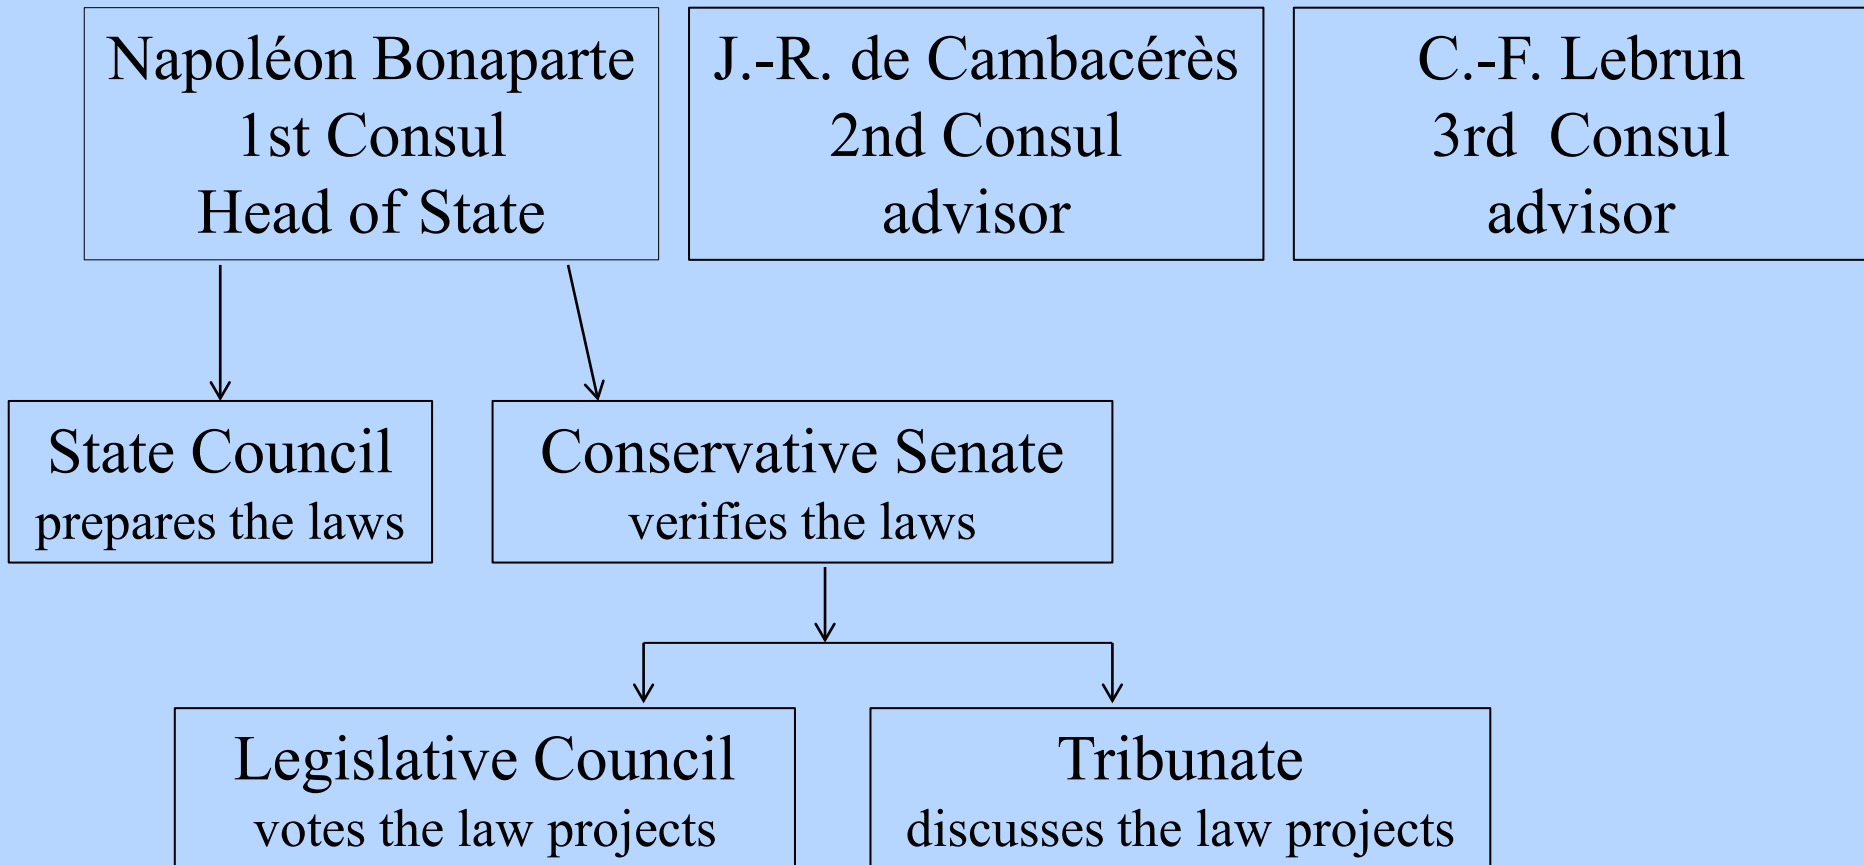 Napoléon Bonaparte
1st Consul
Head of State
J.-R. de Cambacérès
2nd Consul
advisor
C.-F. Lebrun
3rd Consul
advisor
State Council
prepares the laws
Conservative Senate
verifies the laws
Legislative Council
votes the law projects
Tribunate
discusses the law projects